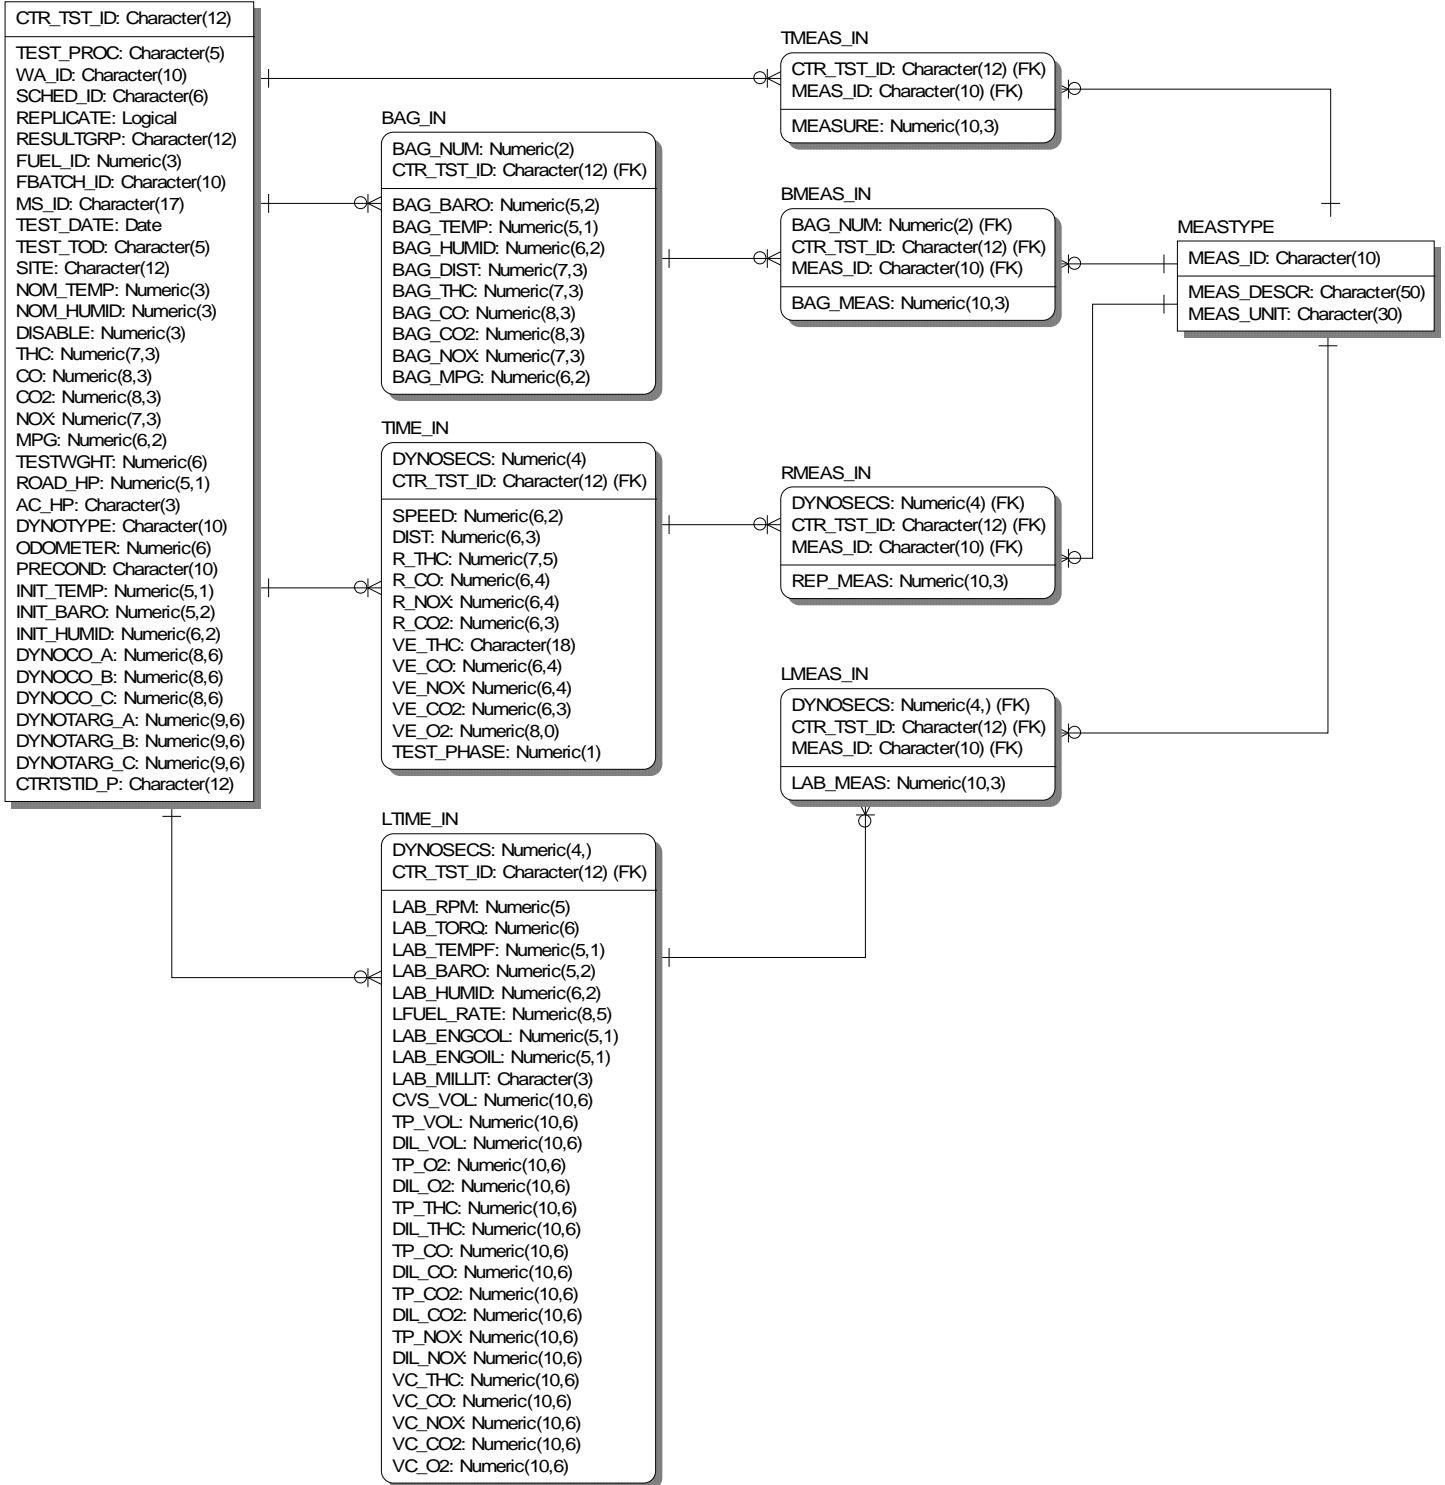 CTR_TST_ID: Character(12)
TEST_PROC: Character(5)
WA_ID: Character(10)
SCHED_ID: Character(6)
REPLICATE: Logical
RESULTGRP: Character(12)
FUEL_ID: Numeric(3)
FBATCH_ID: Character(10)
MS_ID: Character(17)
TEST_DATE: Date
TEST_TOD: Character(5)
SITE: Character(12)
NOM_TEMP: Numeric(3)
NOM_HUMID: Numeric(3)
DISABLE: Numeric(3)
THC: Numeric(7,3)
CO: Numeric(8,3)
CO2: Numeric(8,3)
NOX: Numeric(7,3)
MPG: Numeric(6,2)
TESTWGHT: Numeric(6)
ROAD_HP: Numeric(5,1)
AC_HP: Character(3)
DYNOTYPE: Character(10)
ODOMETER: Numeric(6)
PRECOND: Character(10)
INIT_TEMP: Numeric(5,1)
INIT_BARO: Numeric(5,2)
INIT_HUMID: Numeric(6,2)
DYNOCO_A: Numeric(8,6)
DYNOCO_B: Numeric(8,6)
DYNOCO_C: Numeric(8,6)
DYNOTARG_A: Numeric(9,6)
DYNOTARG_B: Numeric(9,6)
DYNOTARG_C: Numeric(9,6)
CTRTSTID_P: Character(12)
BAG_IN
BAG_NUM: Numeric(2)
CTR_TST_ID: Character(12) (FK)
BAG_BARO: Numeric(5,2)
BAG_TEMP: Numeric(5,1)
BAG_HUMID: Numeric(6,2)
BAG_DIST: Numeric(7,3)
BAG_THC: Numeric(7,3)
BAG_CO: Numeric(8,3)
BAG_CO2: Numeric(8,3)
BAG_NOX: Numeric(7,3)
BAG_MPG: Numeric(6,2)
TIME_IN
DYNOSECS: Numeric(4)
CTR_TST_ID: Character(12) (FK)
SPEED: Numeric(6,2)
DIST: Numeric(6,3)
R_THC: Numeric(7,5)
R_CO: Numeric(6,4)
R_NOX: Numeric(6,4)
R_CO2: Numeric(6,3)
VE_THC: Character(18)
VE_CO: Numeric(6,4)
VE_NOX: Numeric(6,4)
VE_CO2: Numeric(6,3)
VE_O2: Numeric(8,0)
TEST_PHASE: Numeric(1)
LTIME_IN
DYNOSECS: Numeric(4,)
CTR_TST_ID: Character(12) (FK)
LAB_RPM: Numeric(5)
LAB_TORQ: Numeric(6)
LAB_TEMPF: Numeric(5,1)
LAB_BARO: Numeric(5,2)
LAB_HUMID: Numeric(6,2)
LFUEL_RATE: Numeric(8,5)
LAB_ENGCOL: Numeric(5,1)
LAB_ENGOIL: Numeric(5,1)
LAB_MILLIT: Character(3)
CVS_VOL: Numeric(10,6)
TP_VOL: Numeric(10,6)
DIL_VOL: Numeric(10,6)
TP_O2: Numeric(10,6)
DIL_O2: Numeric(10,6)
TP_THC: Numeric(10,6)
DIL_THC: Numeric(10,6)
TP_CO: Numeric(10,6)
DIL_CO: Numeric(10,6)
TP_CO2: Numeric(10,6)
DIL_CO2: Numeric(10,6)
TP_NOX: Numeric(10,6)
DIL_NOX: Numeric(10,6)
VC_THC: Numeric(10,6)
VC_CO: Numeric(10,6)
VC_NOX: Numeric(10,6)
VC_CO2: Numeric(10,6)
VC_O2: Numeric(10,6)
TMEAS_IN
CTR_TST_ID: Character(12) (FK)
MEAS_ID: Character(10) (FK)
MEASURE: Numeric(10,3)
BMEAS_IN
BAG_NUM: Numeric(2) (FK)
CTR_TST_ID: Character(12) (FK)
MEAS_ID: Character(10) (FK)
BAG_MEAS: Numeric(10,3)
RMEAS_IN
DYNOSECS: Numeric(4) (FK)
CTR_TST_ID: Character(12) (FK)
MEAS_ID: Character(10) (FK)
REP_MEAS: Numeric(10,3)
LMEAS_IN
DYNOSECS: Numeric(4,) (FK)
CTR_TST_ID: Character(12) (FK)
MEAS_ID: Character(10) (FK)
LAB_MEAS: Numeric(10,3)
MEASTYPE
MEAS_ID: Character(10)
MEAS_DESCR: Character(50)
MEAS_UNIT: Character(30)